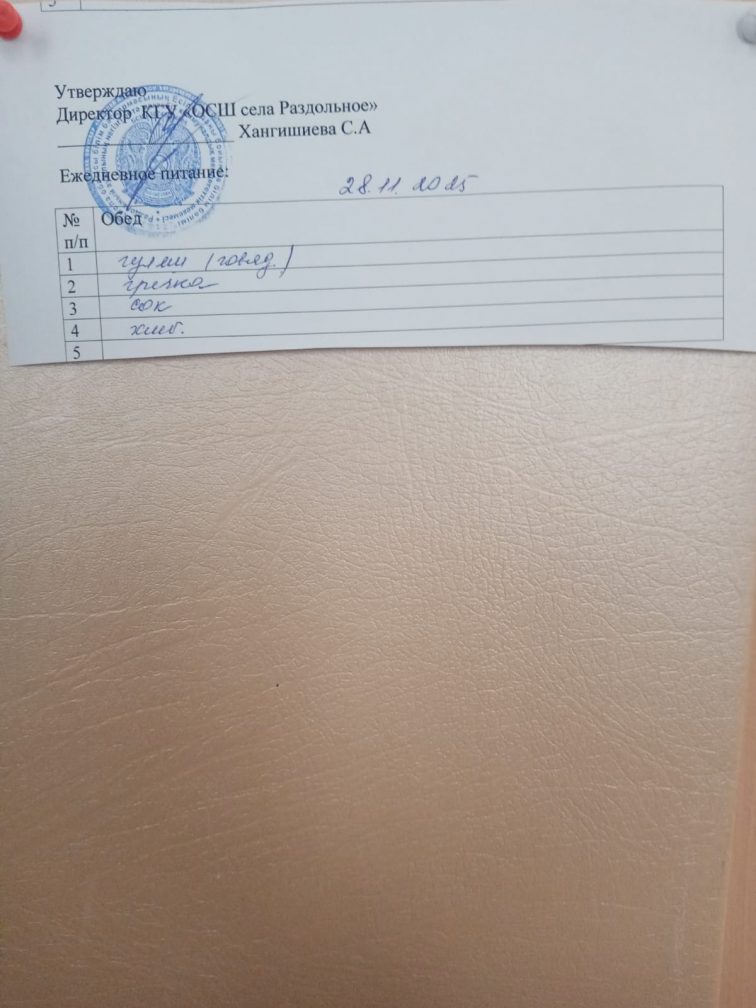 Утверждаю
Директор КГУ «ОСШ села Раздольное»
Хангишиева С.А
Ежедневное питание:
28.11.2025
№ п/п Обед
1 гуляш (говяд.)
2 гречка
3 сок
4 хлеб.
5